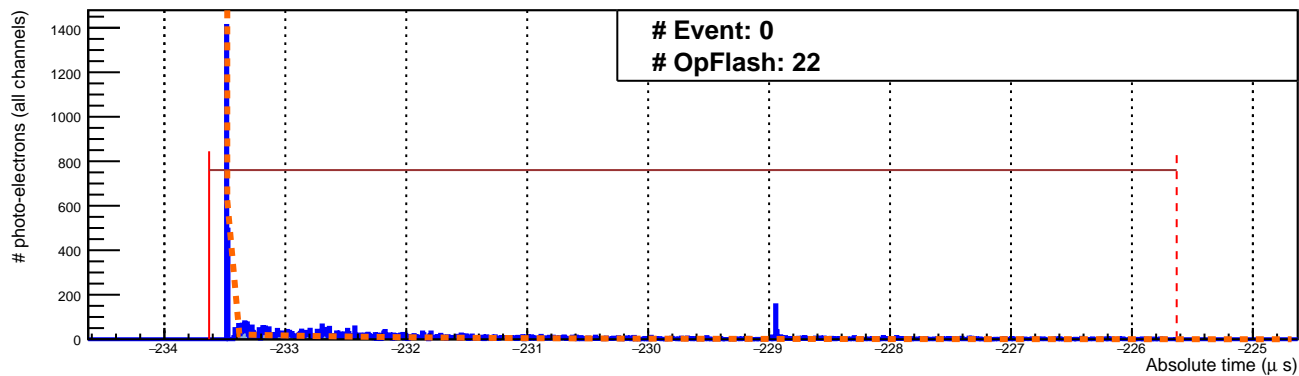 # Event: 0
# OpFlash: 22
# photo-electrons (all channels)
1400
1200
1000
800
600
400
200
0
−234 −233 −232 −231 −230 −229 −228 −227 −226 −225
Absolute time (μ s)